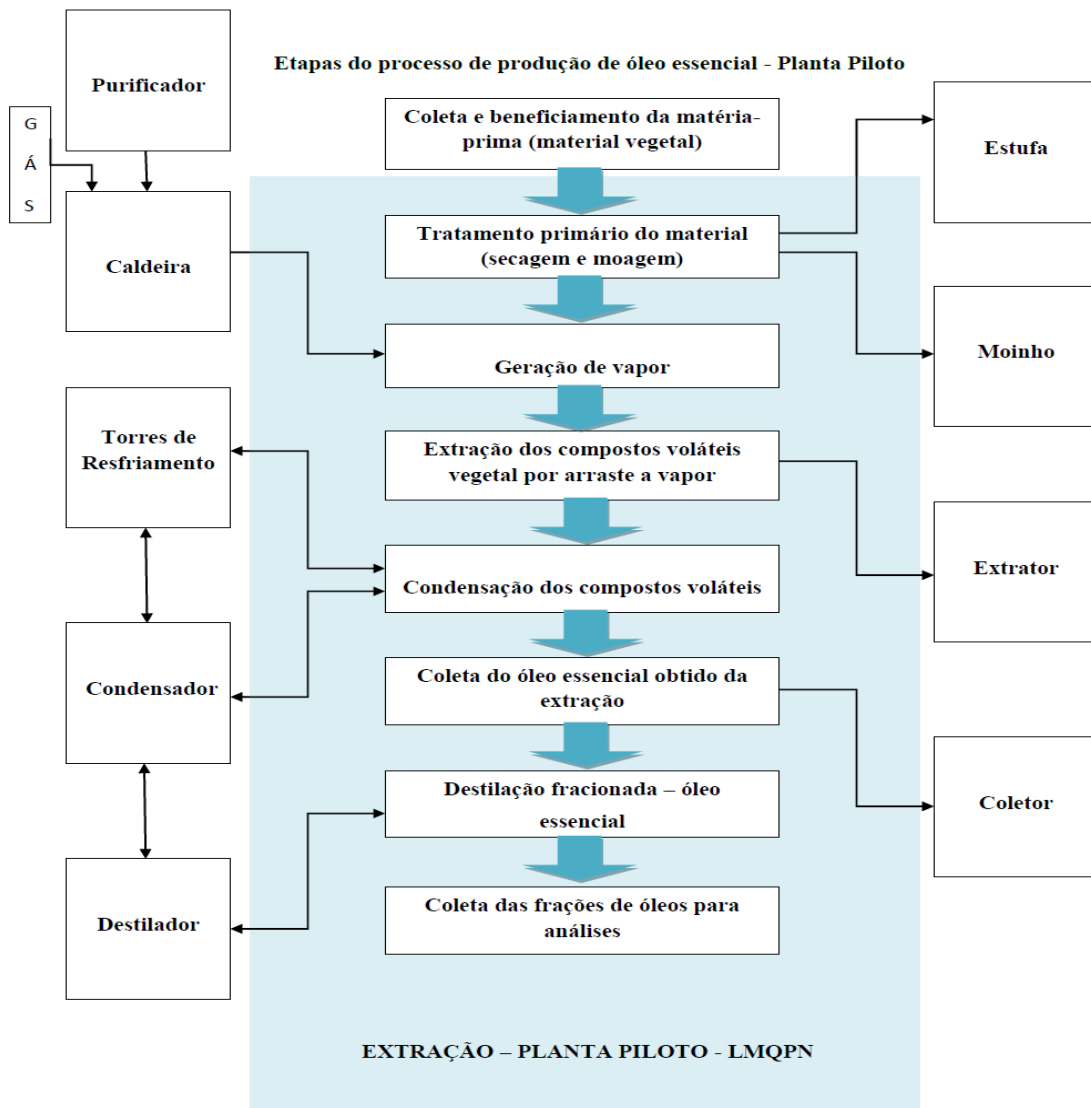 Purificador
Etapas do processo de produção de óleo essencial - Planta Piloto
G
Á
S
Coleta e beneficiamento da matéria-
prima (material vegetal)
Estufa
Tratamento primário do material
(secagem e moagem)
Caldeira
Moinho
Geração de vapor
Torres de
Resfriamento
Extração dos compostos voláteis
vegetal por arraste a vapor
Extrator
Condensação dos compostos voláteis
Condensador
Coleta do óleo essencial obtido da
extração
Coletor
Destilação fracionada – óleo
essencial
Destilador
Coleta das frações de óleos para
análises
EXTRAÇÃO – PLANTA PILOTO - LMQPN